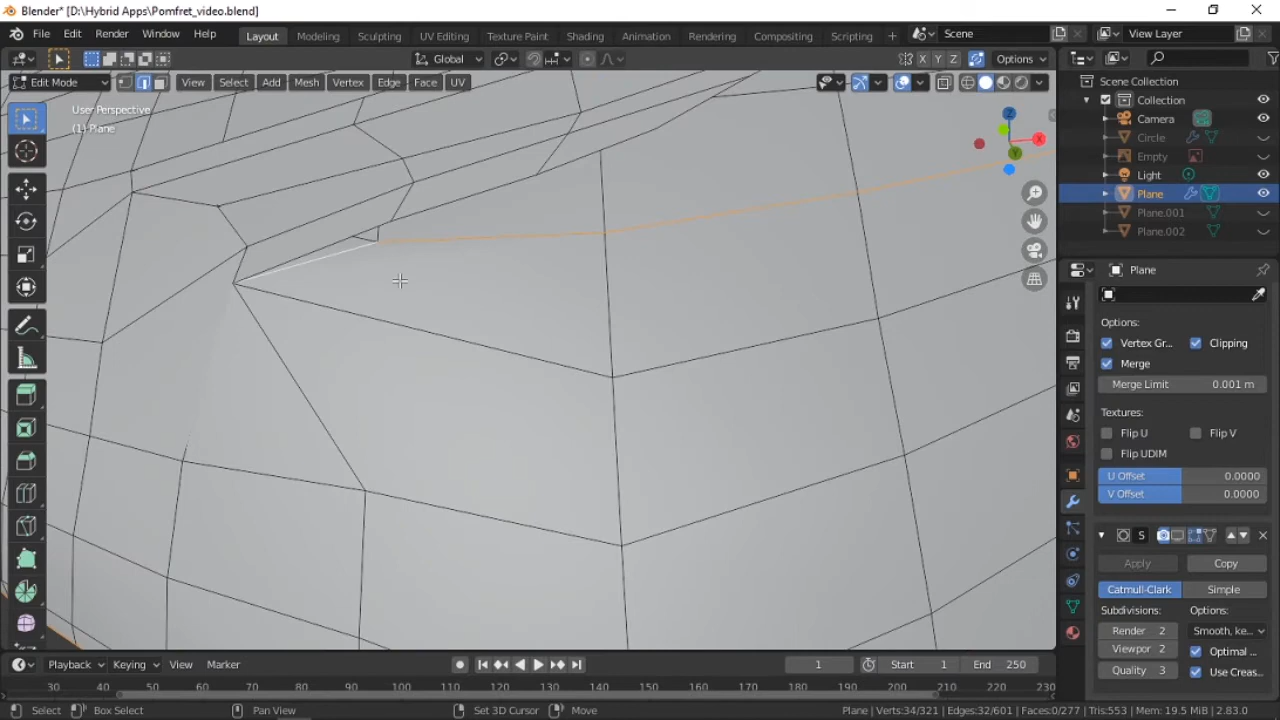 Blender* [D:\Hybrid Apps\Pomfret_video.blend]
File Edit Render Window Help Layout Modeling Sculpting UV Editing Texture Paint Shading Animation Rendering Compositing Scripting + Scene View Layer
Global X Y Z Options
Edit Mode View Select Add Mesh Vertex Edge Face UV
User Perspective
(1) Plane
Z
X
Y
Scene Collection
Collection
Camera
Circle
Empty
Light
Plane
Plane.001
Plane.002
Plane
Options:
Vertex Gr... Clipping
Merge
Merge Limit 0.001 m
Textures:
Flip U Flip V
Flip UDIM
U Offset 0.0000
V Offset 0.0000
S
Apply Copy
Catmull-Clark Simple
Subdivisions: Options:
Render 2 Smooth, ke...
Viewpor 2 Optimal ...
Quality 3 Use Creas...
Playback Keying View Marker 1 Start 1 End 250
30 40 50 60 70 80 90 100 110 120 130 140 150 160 170 180 190 200 210 220 230
Select Box Select Pan View Set 3D Cursor Move Plane | Verts:34/321 | Edges:32/601 | Faces:0/277 | Tris:553 | Mem: 19.5 MiB | 2.83.0